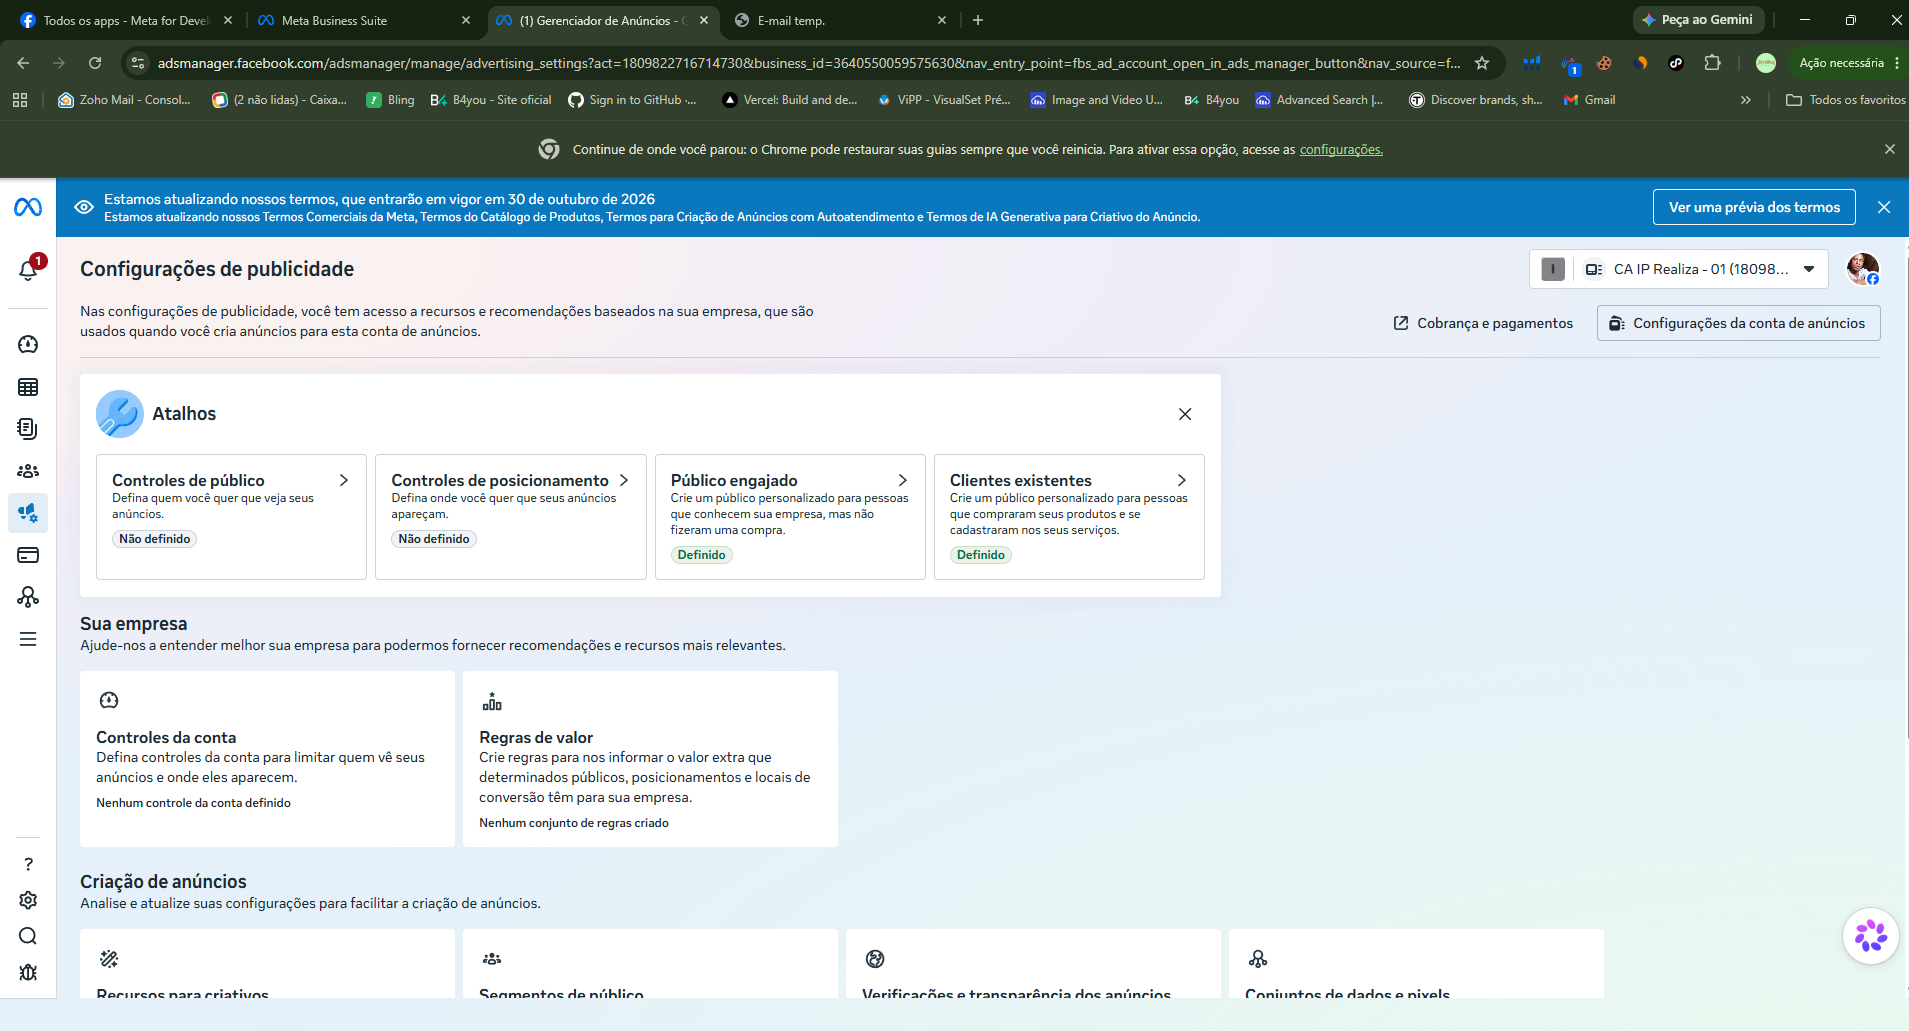 Todos os apps - Meta for Devel
Meta Business Suite
(1) Gerenciador de Anúncios - C
E-mail temp.
Peça ao Gemini
adsmanager.facebook.com/adsmanager/manage/advertising_settings?act=1809822716714730&business_id=3640550059575630&nav_entry_point=fbs_ad_account_open_in_ads_manager_button&nav_source=f...
1
Ação necessária
Zoho Mail - Consol...
(2 não lidas) - Caixa...
Bling
B4you - Site oficial
Sign in to GitHub ·...
Vercel: Build and de...
ViPP - VisualSet Pré...
Image and Video U...
B4you
Advanced Search |...
Discover brands, sh...
Gmail
Todos os favoritos
Continue de onde você parou: o Chrome pode restaurar suas guias sempre que você reinicia. Para ativar essa opção, acesse as configurações.
Estamos atualizando nossos termos, que entrarão em vigor em 30 de outubro de 2026
Estamos atualizando nossos Termos Comerciais da Meta, Termos do Catálogo de Produtos, Termos para Criação de Anúncios com Autoatendimento e Termos de IA Generativa para Criativo do Anúncio.
Ver uma prévia dos termos
1
Configurações de publicidade
I
CA IP Realiza - 01 (18098...
Nas configurações de publicidade, você tem acesso a recursos e recomendações baseados na sua empresa, que são
usados quando você cria anúncios para esta conta de anúncios.
Cobrança e pagamentos
Configurações da conta de anúncios
Atalhos
Controles de público
Defina quem você quer que veja seus
anúncios.
Não definido
Controles de posicionamento
Defina onde você quer que seus anúncios
apareçam.
Não definido
Público engajado
Crie um público personalizado para pessoas
que conhecem sua empresa, mas não
fizeram uma compra.
Definido
Clientes existentes
Crie um público personalizado para pessoas
que compraram seus produtos e se
cadastraram nos seus serviços.
Definido
Sua empresa
Ajude-nos a entender melhor sua empresa para podermos fornecer recomendações e recursos mais relevantes.
Controles da conta
Defina controles da conta para limitar quem vê seus
anúncios e onde eles aparecem.
Nenhum controle da conta definido
Regras de valor
Crie regras para nos informar o valor extra que
determinados públicos, posicionamentos e locais de
conversão têm para sua empresa.
Nenhum conjunto de regras criado
Criação de anúncios
Analise e atualize suas configurações para facilitar a criação de anúncios.
Recursos para criativos
Segmentos de público
Verificações e transparência dos anúncios
Conjuntos de dados e pixels